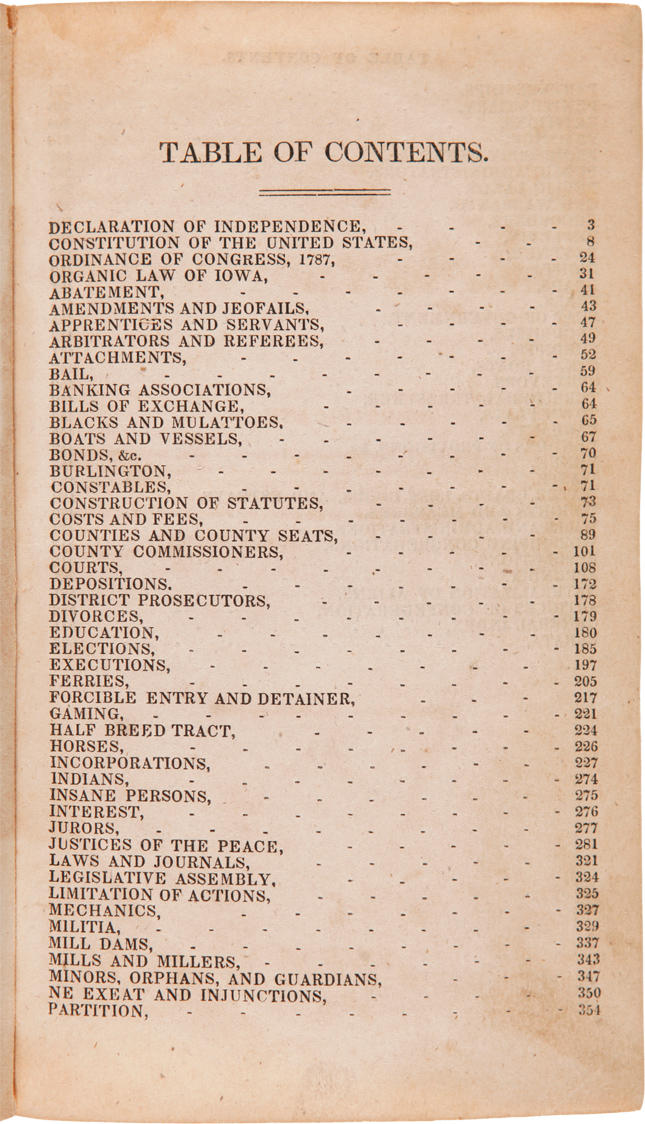 TABLE OF CONTENTS.
DECLARATION OF INDEPENDENCE, - - - - 3
CONSTITUTION OF THE UNITED STATES, - - 8
ORDINANCE OF CONGRESS, 1787, - - - - 24
ORGANIC LAW OF IOWA, - - - - - 31
ABATEMENT, - - - - - - - 41
AMENDMENTS AND JEOFAILS, - - - - 43
APPRENTICES AND SERVANTS, - - - - 47
ARBITRATORS AND REFEREES, - - - - 49
ATTACHMENTS, - - - - - - - 52
BAIL, - - - - - - - - 59
BANKING ASSOCIATIONS, - - - - - 64
BILLS OF EXCHANGE, - - - - - 64
BLACKS AND MULATTOES, - - - - - 65
BOATS AND VESSELS, - - - - - - 67
BONDS, &c. - - - - - - - - 70
BURLINGTON, - - - - - - - 71
CONSTABLES, - - - - - - - 71
CONSTRUCTION OF STATUTES, - - - - 73
COSTS AND FEES, - - - - - - - 75
COUNTIES AND COUNTY SEATS, - - - - 89
COUNTY COMMISSIONERS, - - - - - 101
COURTS, - - - - - - - - 108
DEPOSITIONS. - - - - - - - 172
DISTRICT PROSECUTORS, - - - - - 178
DIVORCES, - - - - - - - - 179
EDUCATION, - - - - - - - 180
ELECTIONS, - - - - - - - - 185
EXECUTIONS, - - - - - - - 197
FERRIES, - - - - - - - - 205
FORCIBLE ENTRY AND DETAINER, - - - 217
GAMING, - - - - - - - - - 221
HALF BREED TRACT, - - - - - 224
HORSES, - - - - - - - - 226
INCORPORATIONS, - - - - - - 227
INDIANS, - - - - - - - - 274
INSANE PERSONS, - - - - - - 275
INTEREST, - - - - - - - - 276
JURORS, - - - - - - - - 277
JUSTICES OF THE PEACE, - - - - - 281
LAWS AND JOURNALS, - - - - - 321
LEGISLATIVE ASSEMBLY, - - - - - 324
LIMITATION OF ACTIONS, - - - - - 325
MECHANICS, - - - - - - - 327
MILITIA, - - - - - - - - 329
MILL DAMS, - - - - - - - - 337
MILLS AND MILLERS, - - - - - - 343
MINORS, ORPHANS, AND GUARDIANS, - - - 347
NE EXEAT AND INJUNCTIONS, - - - - 350
PARTITION, - - - - - - - - 354